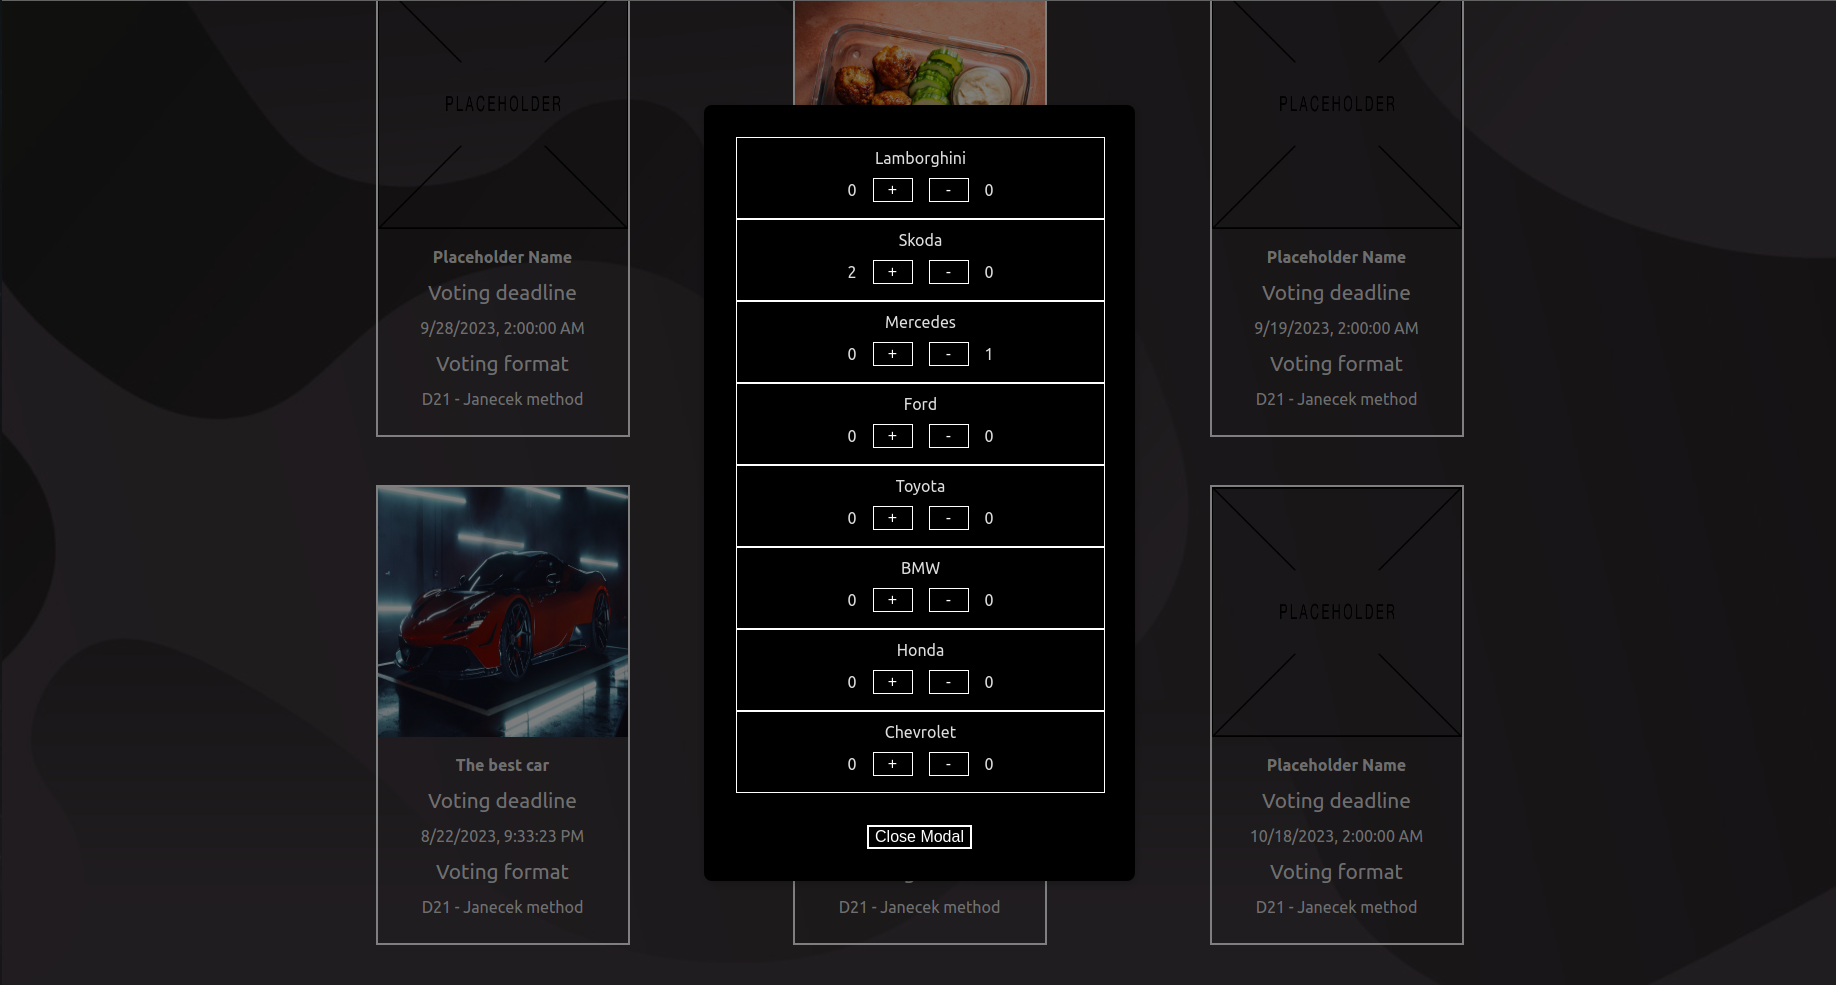 PLACEHOLDER
Placeholder Name
Voting deadline
9/28/2023, 2:00:00 AM
Voting format
D21 - Janecek method
PLACEHOLDER
Placeholder Name
Voting deadline
9/19/2023, 2:00:00 AM
Voting format
D21 - Janecek method
Lamborghini
0 + - 0
Skoda
2 + - 0
Mercedes
0 + - 1
Ford
0 + - 0
Toyota
0 + - 0
BMW
0 + - 0
Honda
0 + - 0
Chevrolet
0 + - 0
Close Modal
The best car
Voting deadline
8/22/2023, 9:33:23 PM
Voting format
D21 - Janecek method
D21 - Janecek method
PLACEHOLDER
Placeholder Name
Voting deadline
10/18/2023, 2:00:00 AM
Voting format
D21 - Janecek method